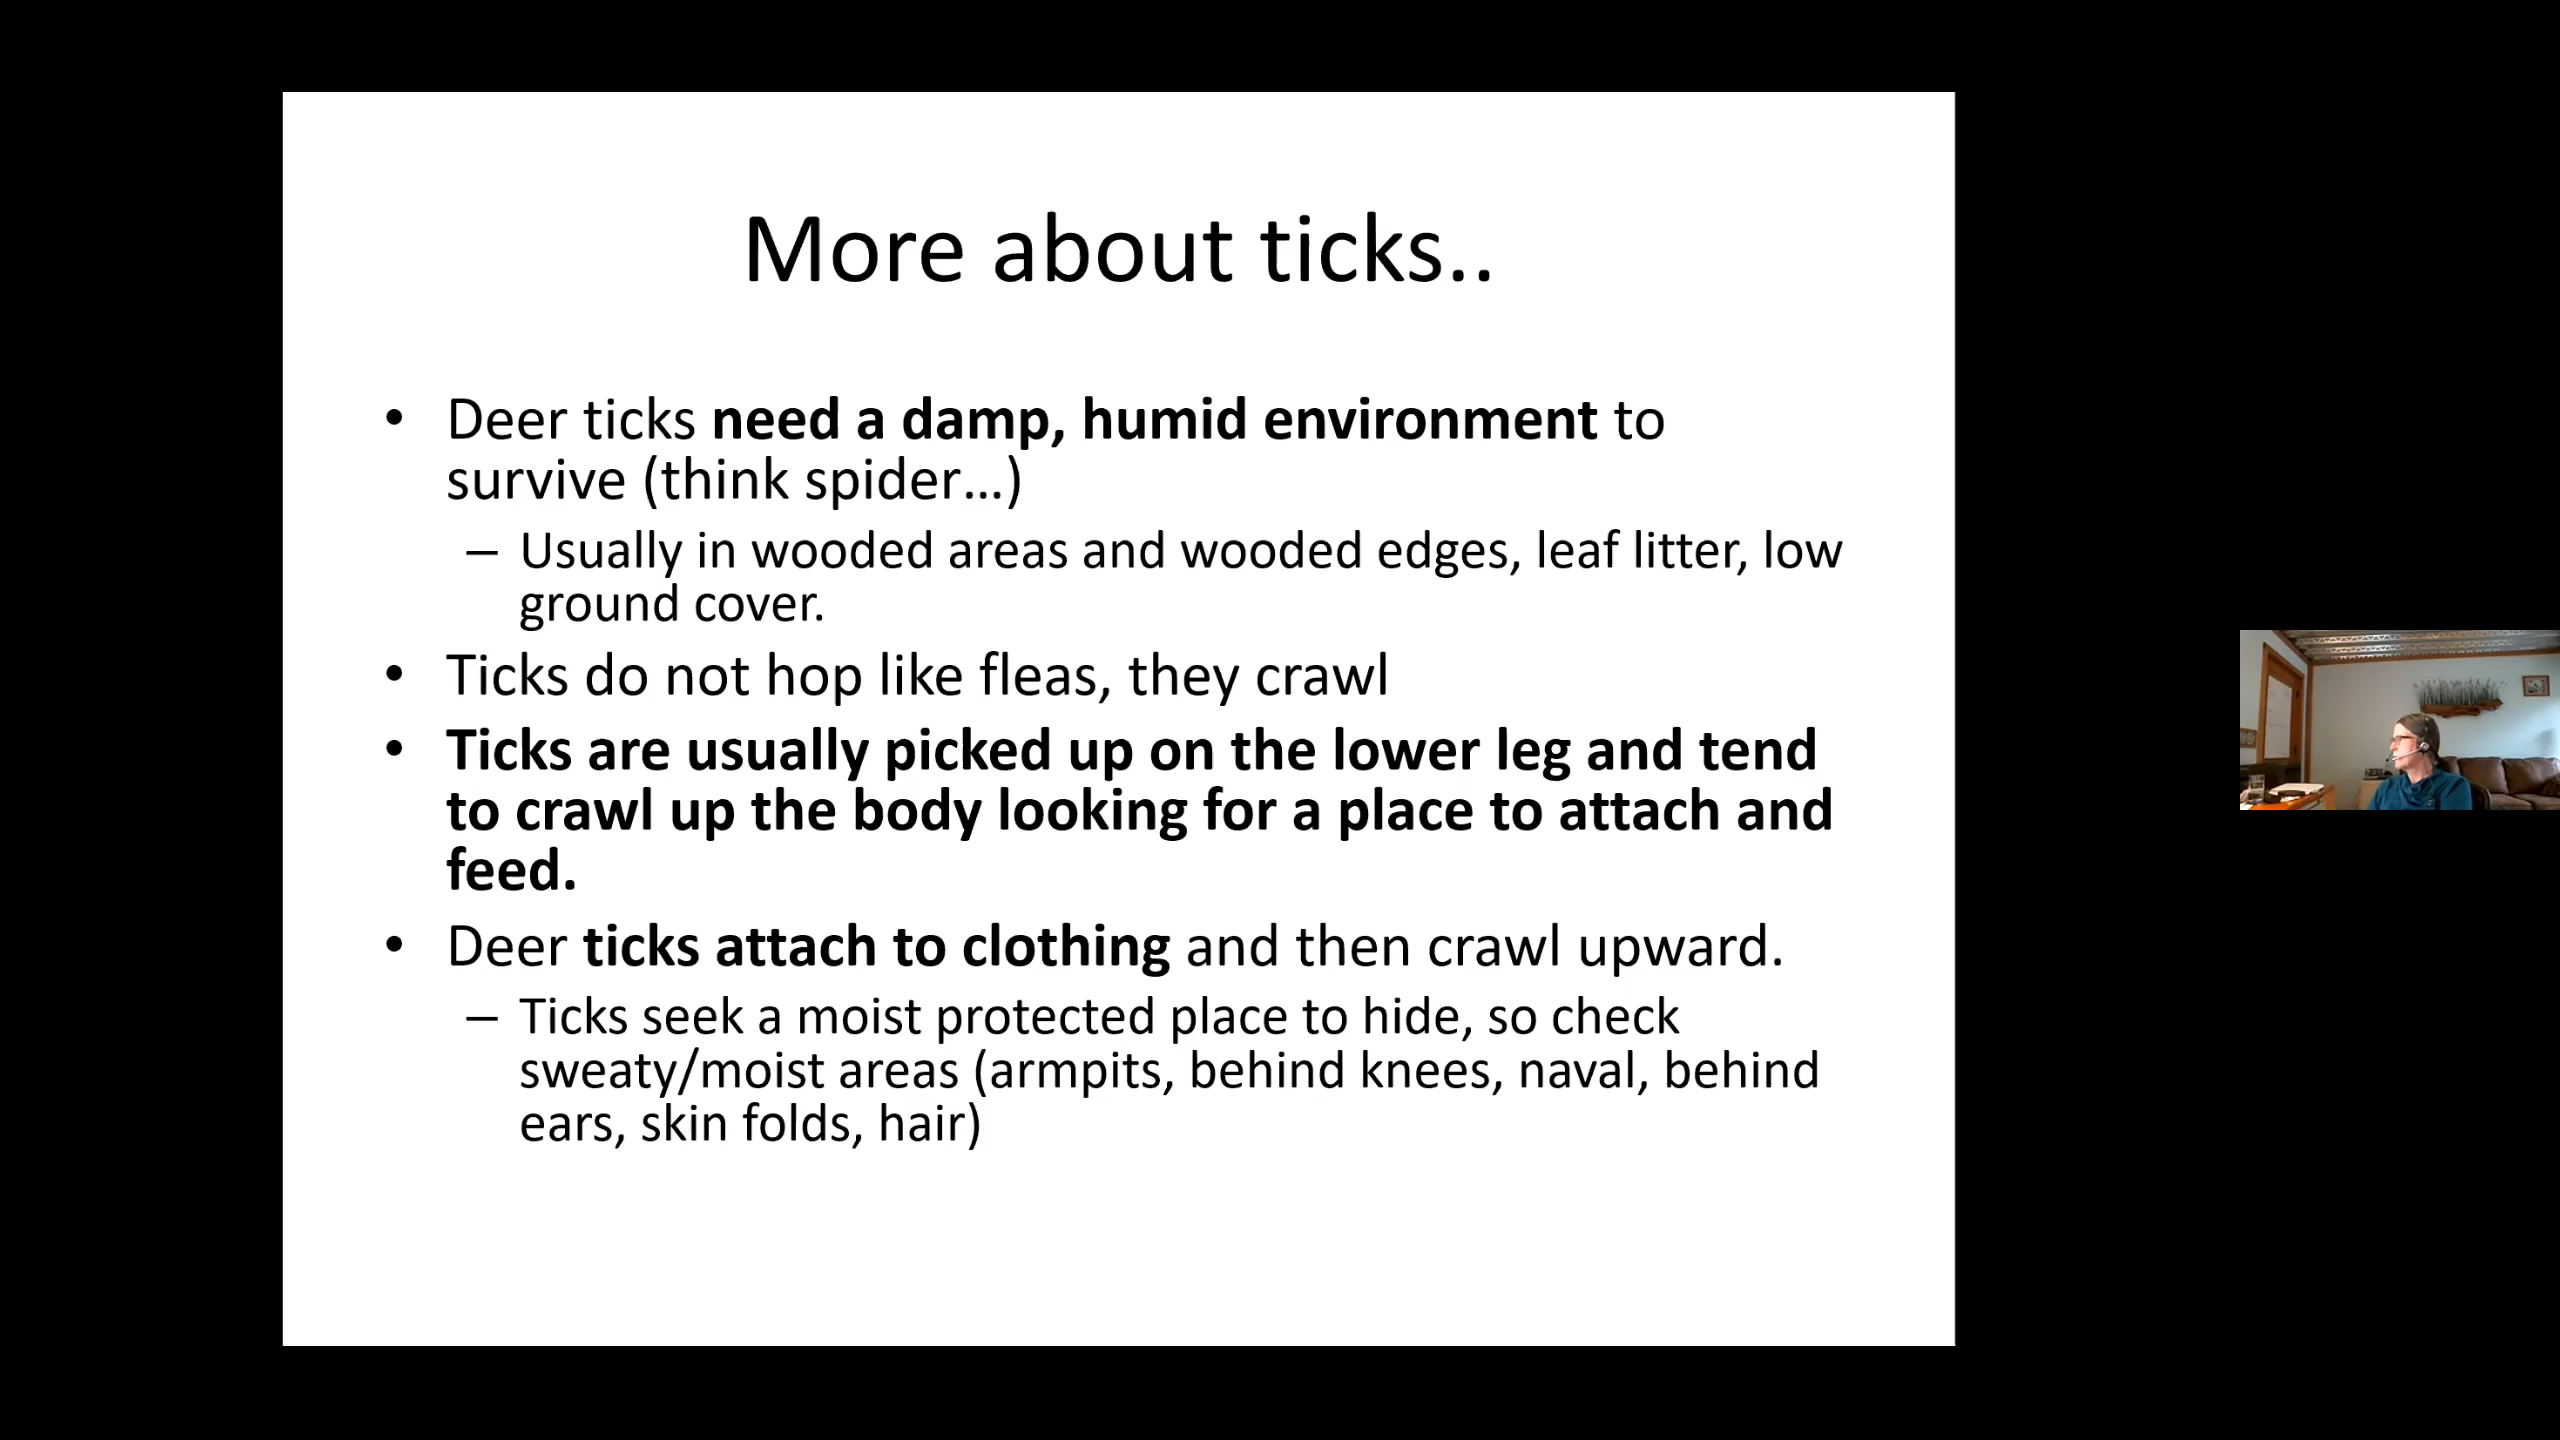 More about ticks..
• Deer ticks need a damp, humid environment to
survive (think spider...)
– Usually in wooded areas and wooded edges, leaf litter, low
ground cover.
• Ticks do not hop like fleas, they crawl
• Ticks are usually picked up on the lower leg and tend
to crawl up the body looking for a place to attach and
feed.
• Deer ticks attach to clothing and then crawl upward.
– Ticks seek a moist protected place to hide, so check
sweaty/moist areas (armpits, behind knees, naval, behind
ears, skin folds, hair)